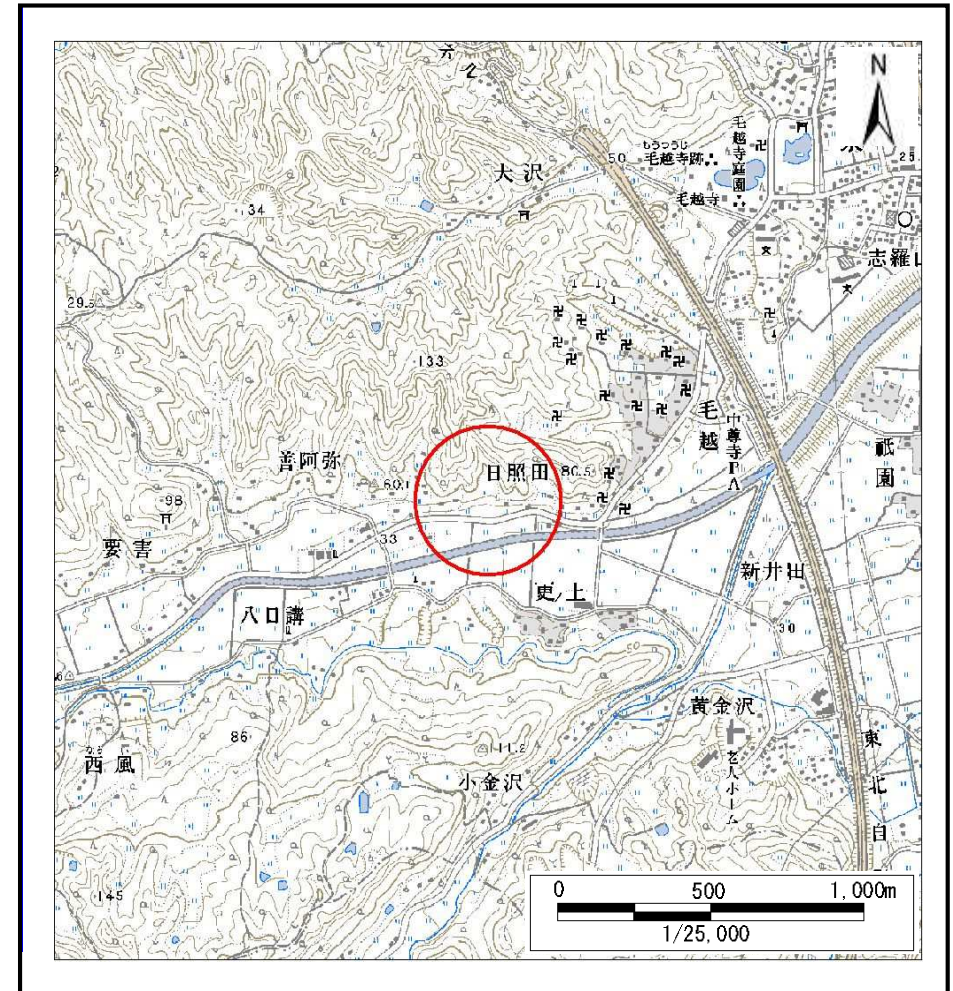 N
大沢
50
もうつうじ
毛越寺跡
毛越寺
毛越寺庭園
25.
34
志羅山
29.5
133
毛越
中尊寺PA
祇園
善阿弥
日照田
80.5
60.1
98
要害
33
新井田
更ノ上
八日講
30
黄金沢
86
西風
小金沢
老人ホーム
東北自
145
0 500 1,000m
1/25,000